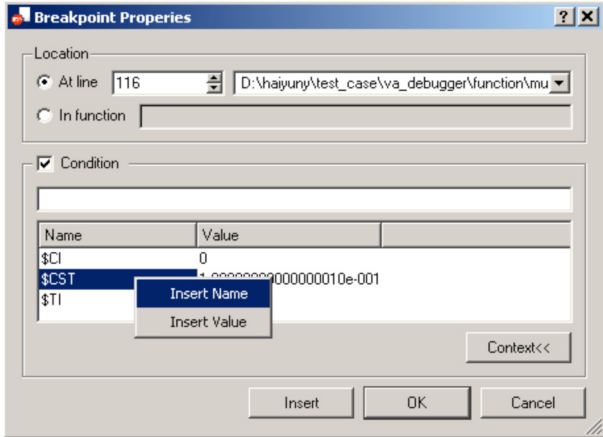 Breakpoint Properies
Location
At line 116 D:\haiyuny\test_case\va_debugger\function\mu
In function
Condition
Name Value
$CI 0
$CST 1.00000000000000010e-001
$TI
Insert Name
Insert Value
Context<<
Insert OK Cancel